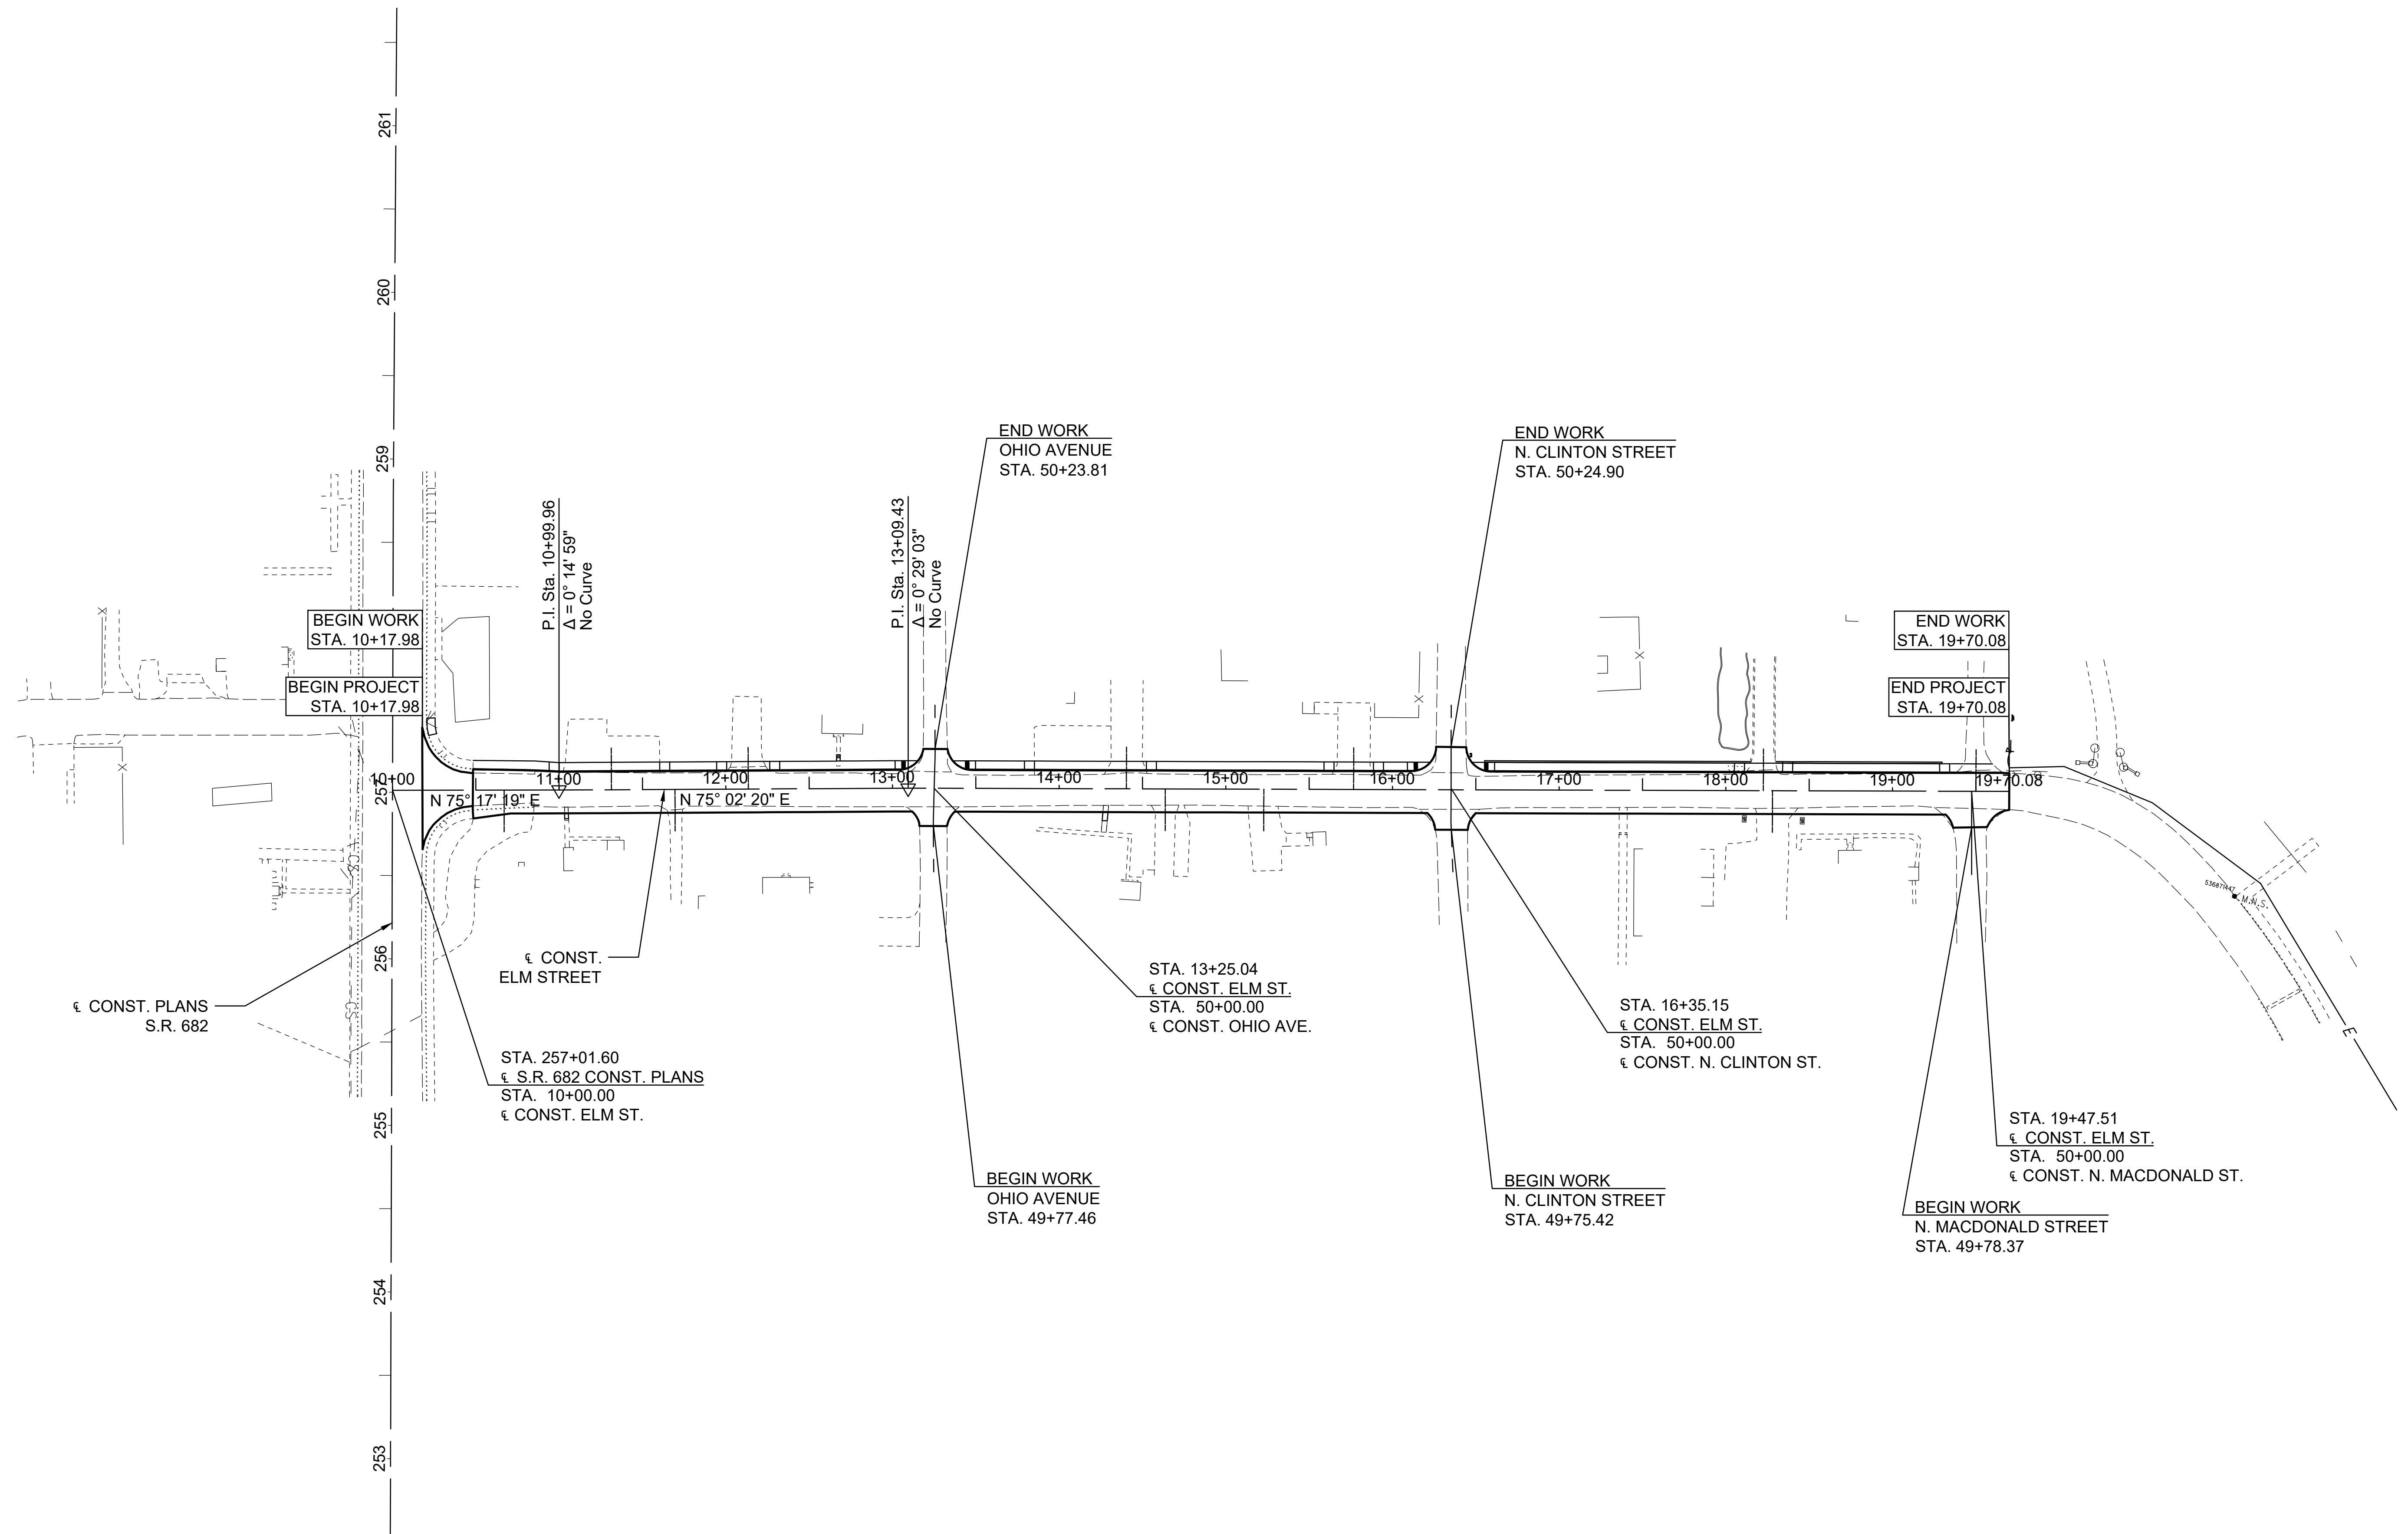 261
260
259
END WORK
OHIO AVENUE
STA. 50+23.81
END WORK
N. CLINTON STREET
STA. 50+24.90
P.I. Sta. 10+99.96
Δ = 0° 14' 59"
No Curve
P.I. Sta. 13+09.43
Δ = 0° 29' 03"
No Curve
BEGIN WORK
STA. 10+17.98
BEGIN PROJECT
STA. 10+17.98
END WORK
STA. 19+70.08
END PROJECT
STA. 19+70.08
257
10+00
11+00
12+00
13+00
14+00
15+00
16+00
17+00
18+00
19+00
19+70.08
N 75° 17' 19" E
N 75° 02' 20" E
536871447
M.N.S.
E
256
℄ CONST.
ELM STREET
℄ CONST. PLANS
S.R. 682
STA. 13+25.04
℄ CONST. ELM ST.
STA. 50+00.00
℄ CONST. OHIO AVE.
STA. 16+35.15
℄ CONST. ELM ST.
STA. 50+00.00
℄ CONST. N. CLINTON ST.
STA. 257+01.60
℄ S.R. 682 CONST. PLANS
STA. 10+00.00
℄ CONST. ELM ST.
255
STA. 19+47.51
℄ CONST. ELM ST.
STA. 50+00.00
℄ CONST. N. MACDONALD ST.
BEGIN WORK
OHIO AVENUE
STA. 49+77.46
BEGIN WORK
N. CLINTON STREET
STA. 49+75.42
BEGIN WORK
N. MACDONALD STREET
STA. 49+78.37
254
253